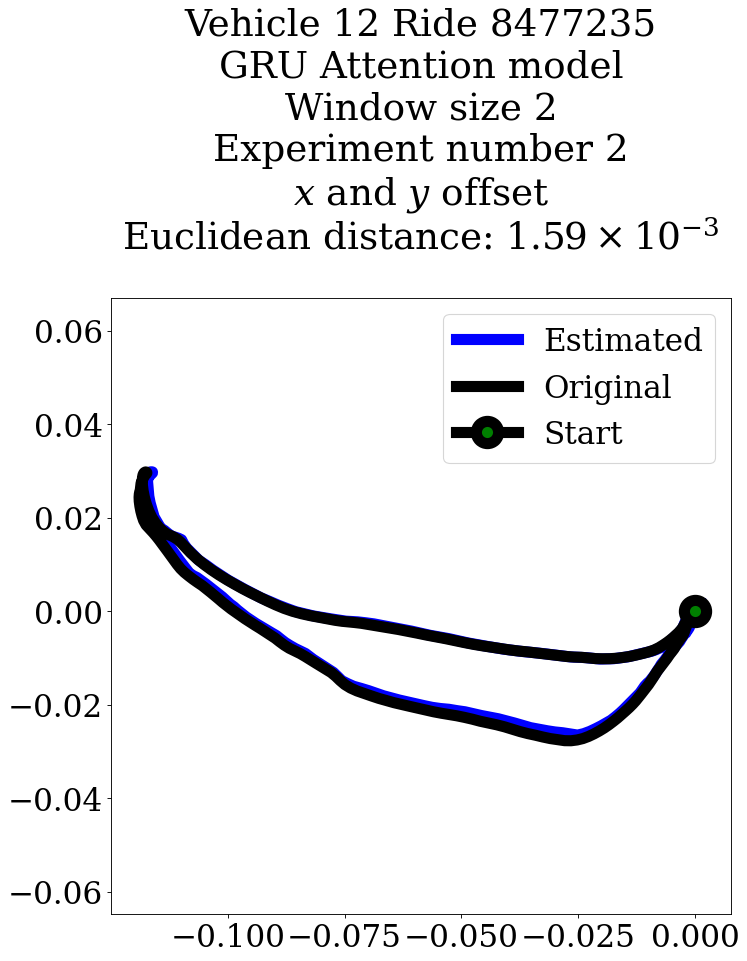 Vehicle 12 Ride 8477235
GRU Attention model
Window size 2
Experiment number 2
x and y offset
Euclidean distance: 1.59 × 10⁻³
Estimated
Original
Start
0.06
0.04
0.02
0.00
−0.02
−0.04
−0.06
−0.100 −0.075 −0.050 −0.025 0.000